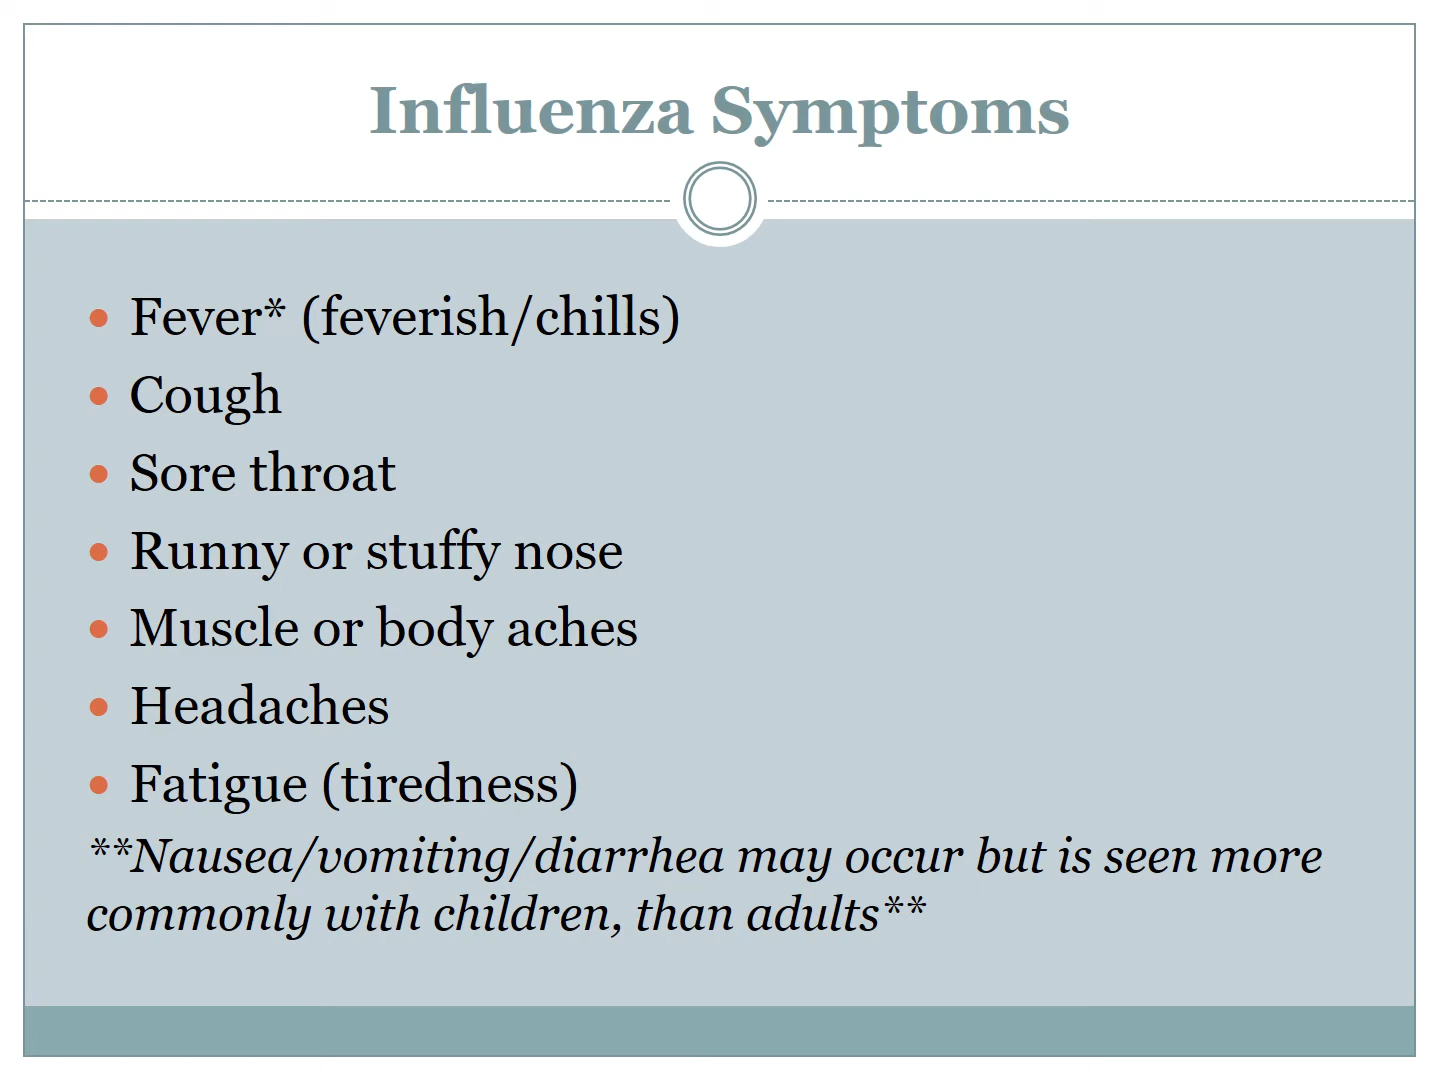 Influenza Symptoms
• Fever* (feverish/chills)
• Cough
• Sore throat
• Runny or stuffy nose
• Muscle or body aches
• Headaches
• Fatigue (tiredness)
**Nausea/vomiting/diarrhea may occur but is seen more
commonly with children, than adults**